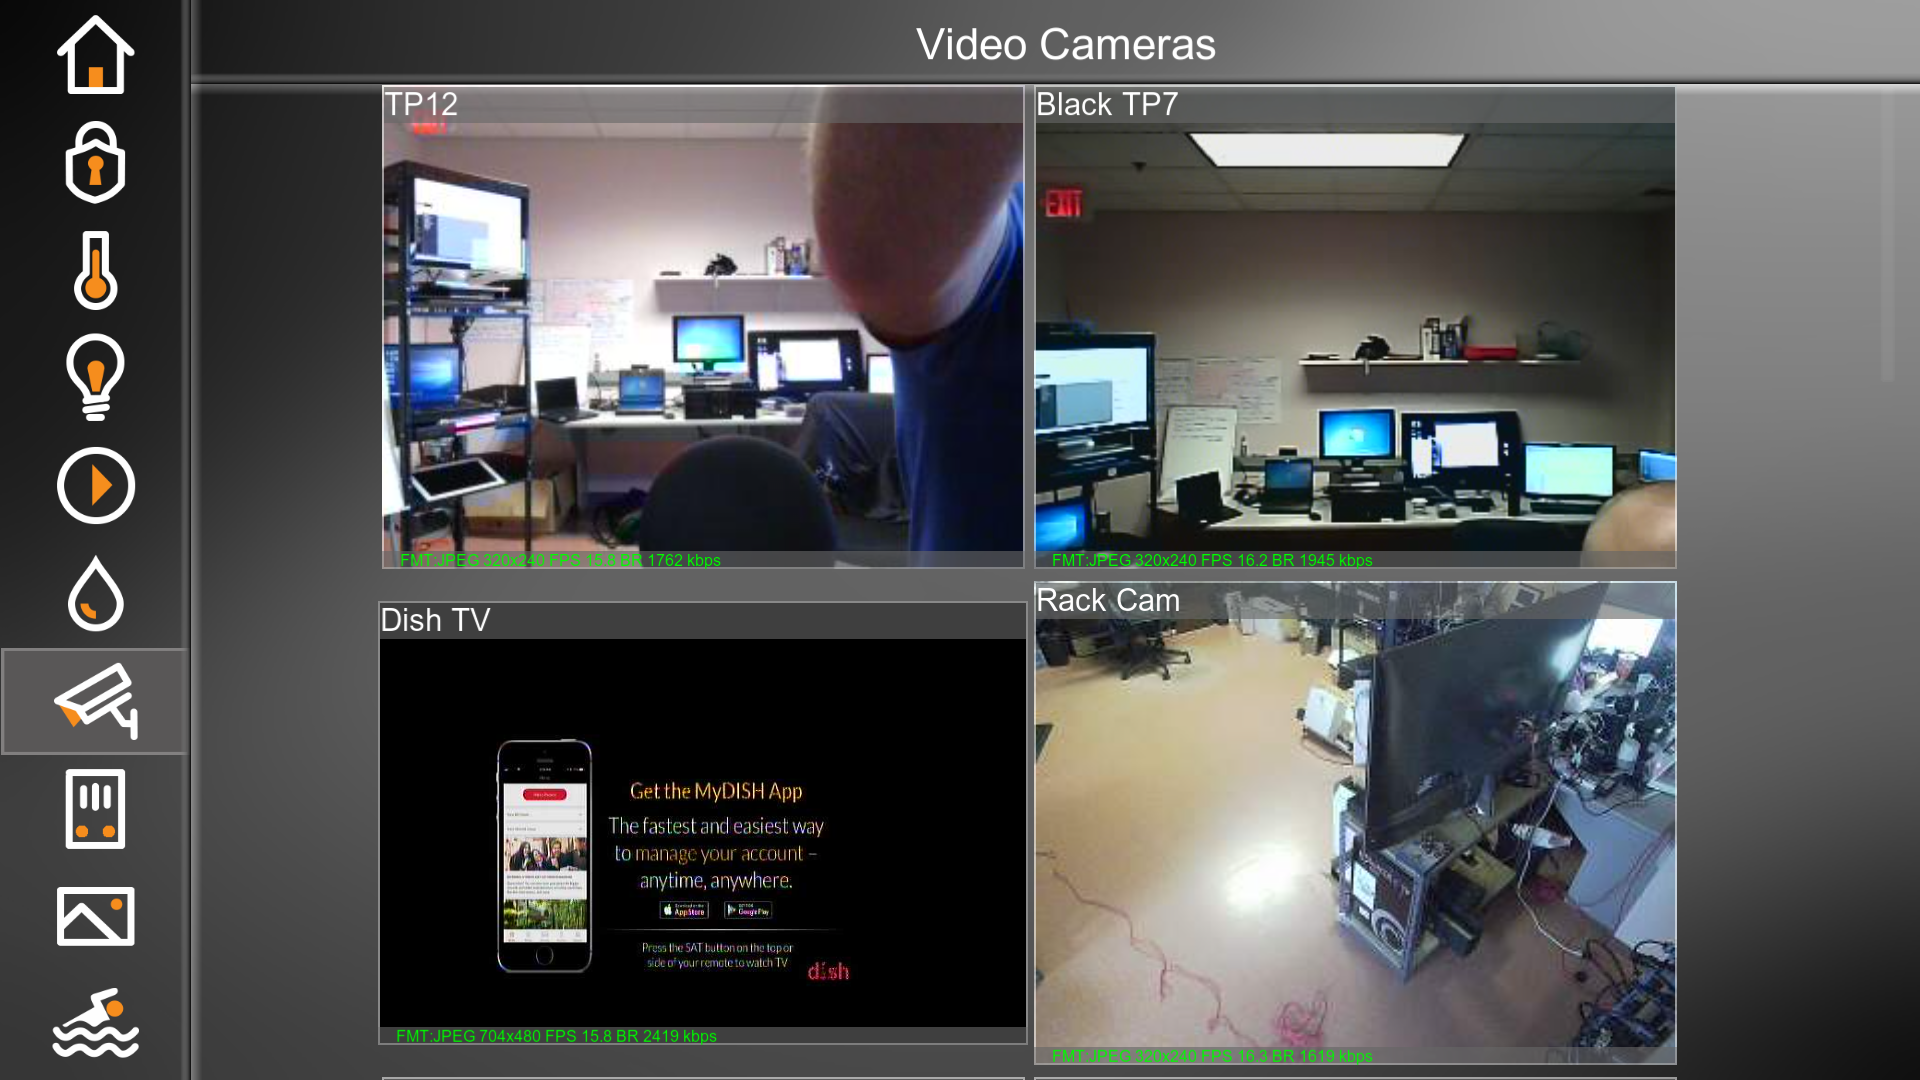 Video Cameras
TP12
EXIT
FMT:JPEG 320x240 FPS 15.8 BR 1762 kbps
Black TP7
EXIT
FMT:JPEG 320x240 FPS 16.2 BR 1945 kbps
Dish TV
Get the MyDISH App
The fastest and easiest way
to manage your account –
anytime, anywhere.
App Store
Google Play
Press the SAT button on the top or
side of your remote to watch TV
dish
FMT:JPEG 704x480 FPS 15.8 BR 2419 kbps
Rack Cam
FMT:JPEG 320x240 FPS 16.3 BR 1619 kbps